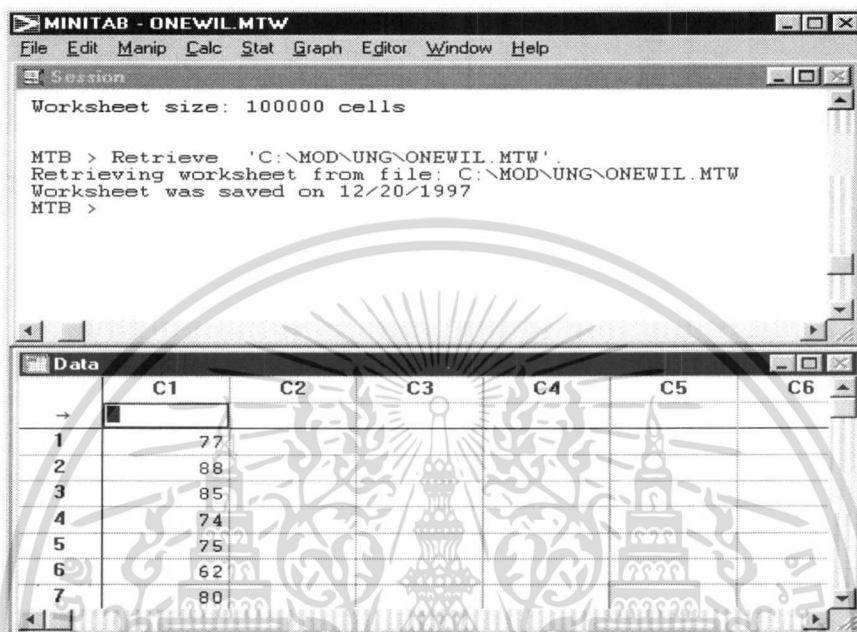 MINITAB - ONEWIL.MTW
File Edit Manip Calc Stat Graph Editor Window Help
Session
Worksheet size: 100000 cells
MTB > Retrieve 'C:\MOD\UNG\ONEWIL.MTW'.
Retrieving worksheet from file: C:\MOD\UNG\ONEWIL.MTW
Worksheet was saved on 12/20/1997
MTB >
Data
C1 C2 C3 C4 C5 C6
→
1 77
2 88
3 85
4 74
5 75
6 62
7 80